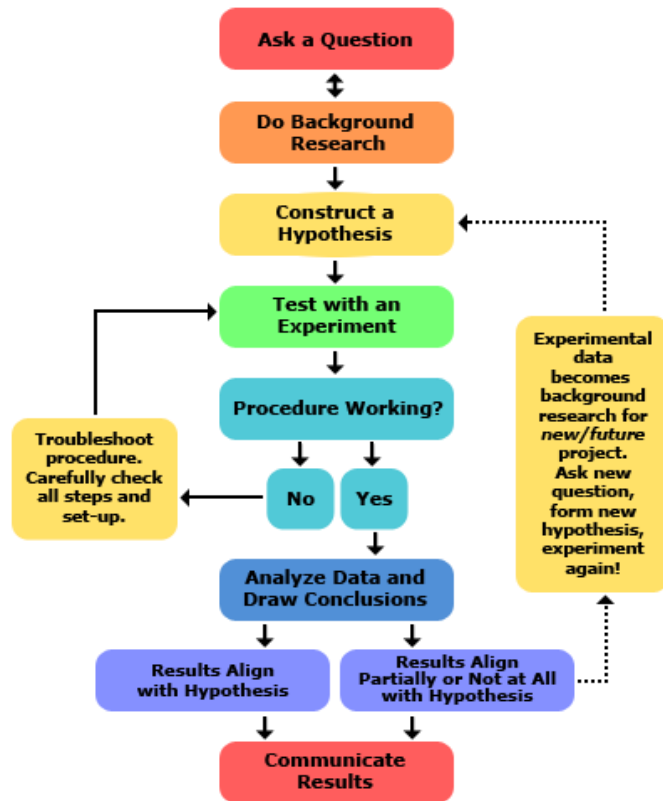 Ask a Question
Do Background
Research
Construct a
Hypothesis
Test with an
Experiment
Procedure Working?
No
Yes
Troubleshoot
procedure.
Carefully check
all steps and
set-up.
Experimental
data
becomes
background
research for
new/future
project.
Ask new
question,
form new
hypothesis,
experiment
again!
Analyze Data and
Draw Conclusions
Results Align
with Hypothesis
Results Align
Partially or Not at All
with Hypothesis
Communicate
Results